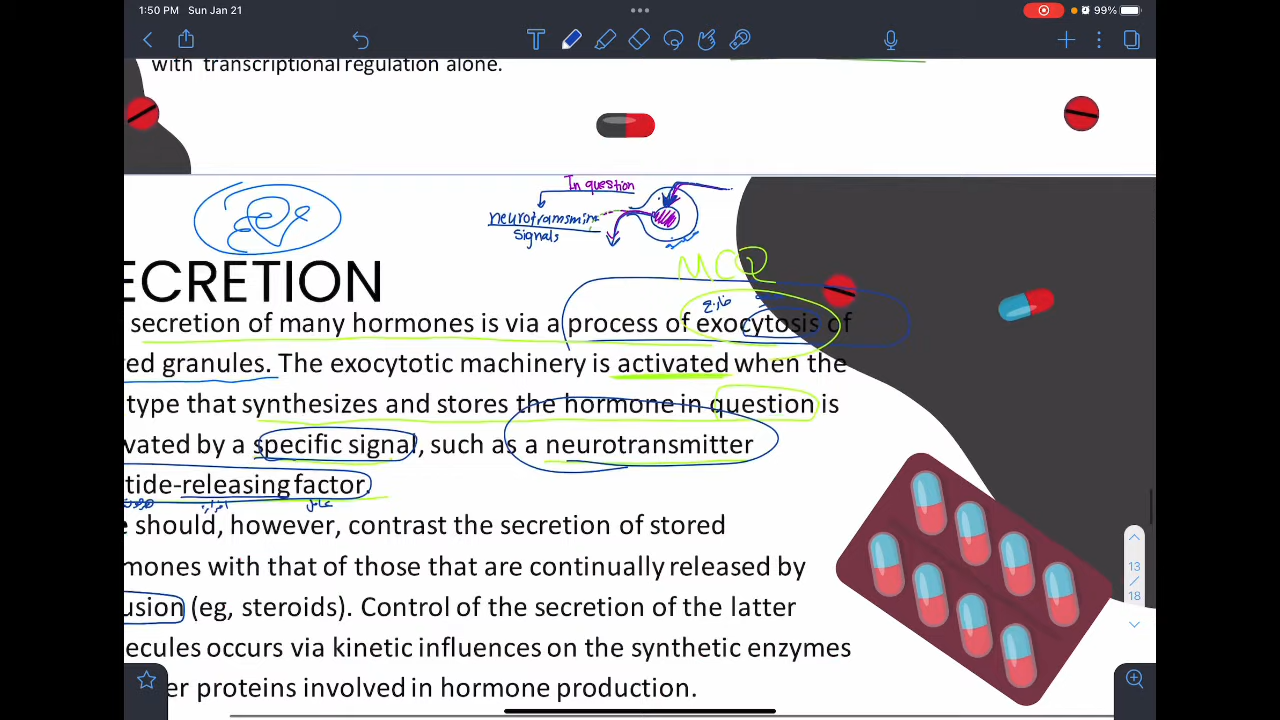 1:50 PM Sun Jan 21
99%
with transcriptional regulation alone.
In question
neurotransmin
signals
MCQ
ECRETION
خارج
secretion of many hormones is via a process of exocytosis of
red granules. The exocytotic machinery is activated when the
type that synthesizes and stores the hormone in question is
vated by a specific signal, such as a neurotransmitter
tide-releasing factor.
e should, however, contrast the secretion of stored
mones with that of those that are continually released by
usion (eg, steroids). Control of the secretion of the latter
ecules occurs via kinetic influences on the synthetic enzymes
er proteins involved in hormone production.
13
/
18